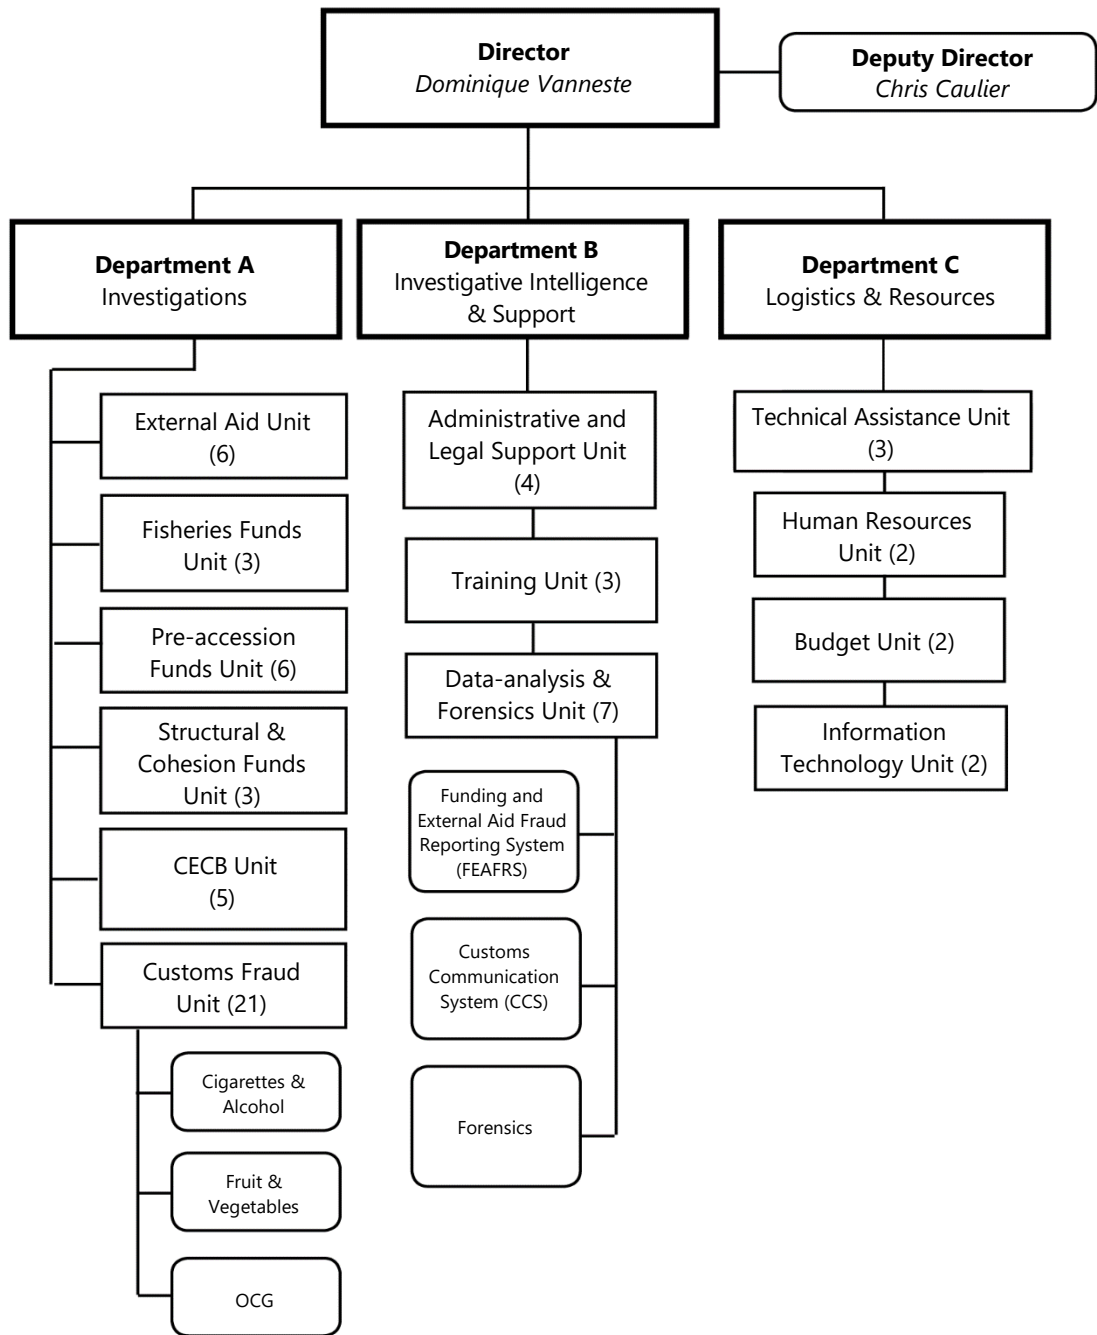 Director
Dominique Vanneste
Deputy Director
Chris Caulier
Department A
Investigations
Department B
Investigative Intelligence
& Support
Department C
Logistics & Resources
External Aid Unit
(6)
Fisheries Funds
Unit (3)
Pre-accession
Funds Unit (6)
Structural &
Cohesion Funds
Unit (3)
CECB Unit
(5)
Customs Fraud
Unit (21)
Cigarettes &
Alcohol
Fruit &
Vegetables
OCG
Administrative and
Legal Support Unit
(4)
Training Unit (3)
Data-analysis &
Forensics Unit (7)
Funding and
External Aid Fraud
Reporting System
(FEAFRS)
Customs
Communication
System (CCS)
Forensics
Technical Assistance Unit
(3)
Human Resources
Unit (2)
Budget Unit (2)
Information
Technology Unit (2)